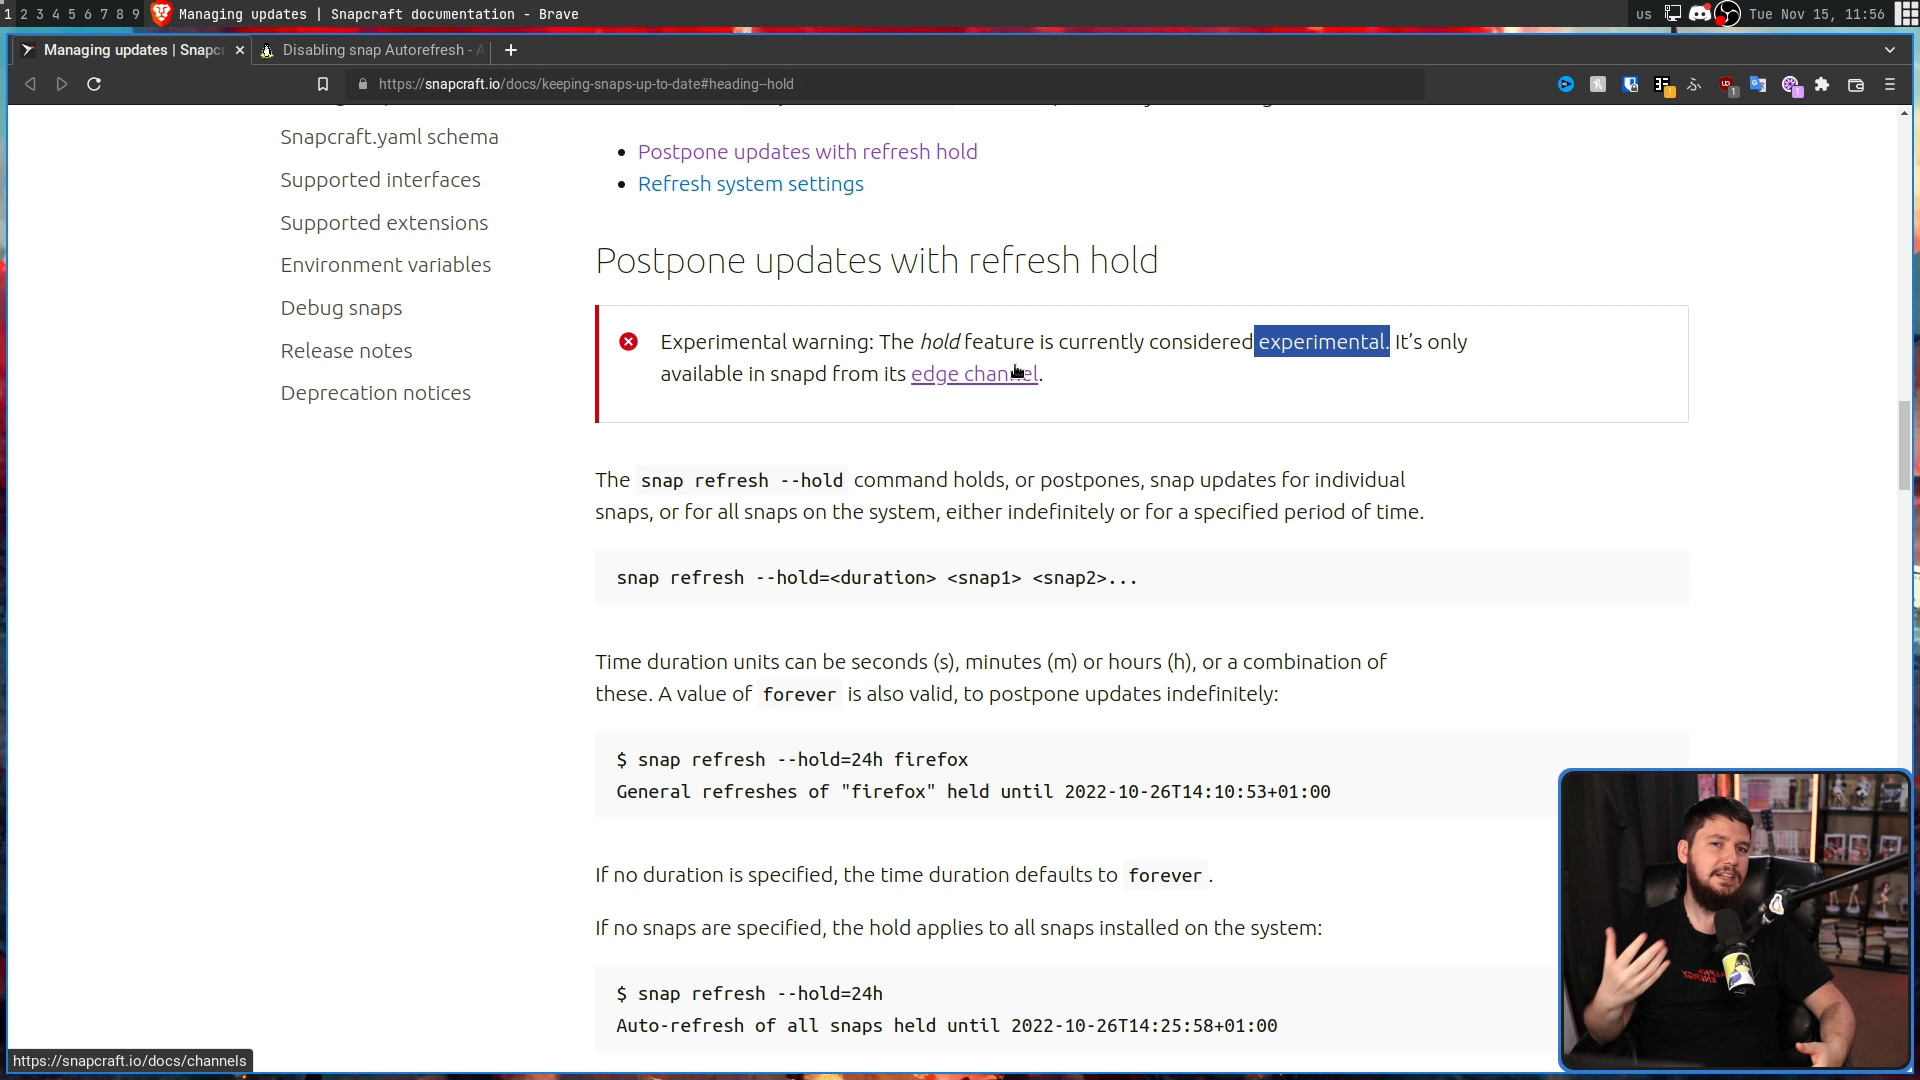 1 2 3 4 5 6 7 8 9 Managing updates | Snapcraft documentation - Brave
us Tue Nov 15, 11:56
Managing updates | Snapc
Disabling snap Autorefresh - A
https://snapcraft.io/docs/keeping-snaps-up-to-date#heading--hold
Snapcraft.yaml schema
Supported interfaces
Supported extensions
Environment variables
Debug snaps
Release notes
Deprecation notices
• Postpone updates with refresh hold
• Refresh system settings
Postpone updates with refresh hold
Experimental warning: The hold feature is currently considered experimental. It’s only
available in snapd from its edge channel.
The snap refresh --hold command holds, or postpones, snap updates for individual
snaps, or for all snaps on the system, either indefinitely or for a specified period of time.
snap refresh --hold=<duration> <snap1> <snap2>...
Time duration units can be seconds (s), minutes (m) or hours (h), or a combination of
these. A value of forever is also valid, to postpone updates indefinitely:
$ snap refresh --hold=24h firefox
General refreshes of "firefox" held until 2022-10-26T14:10:53+01:00
If no duration is specified, the time duration defaults to forever .
If no snaps are specified, the hold applies to all snaps installed on the system:
$ snap refresh --hold=24h
Auto-refresh of all snaps held until 2022-10-26T14:25:58+01:00
https://snapcraft.io/docs/channels